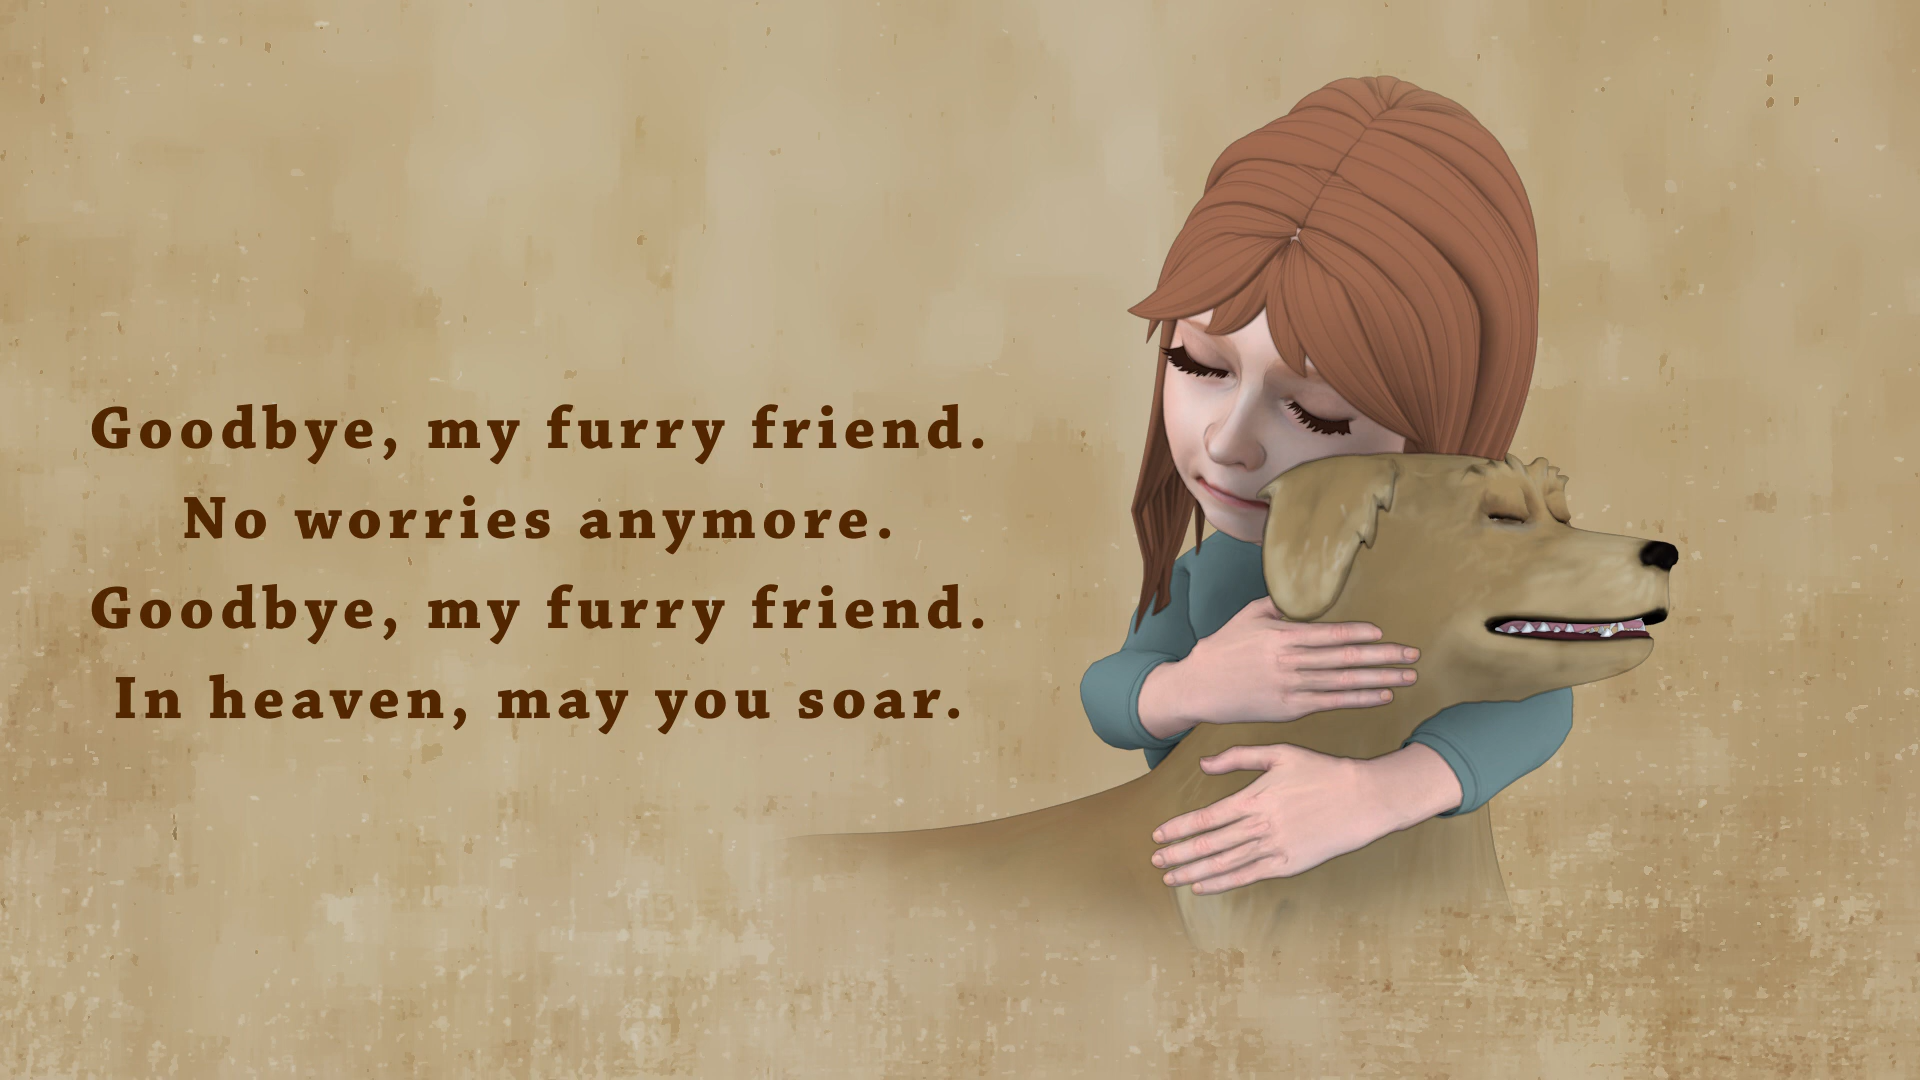 Goodbye, my furry friend.
No worries anymore.
Goodbye, my furry friend.
In heaven, may you soar.